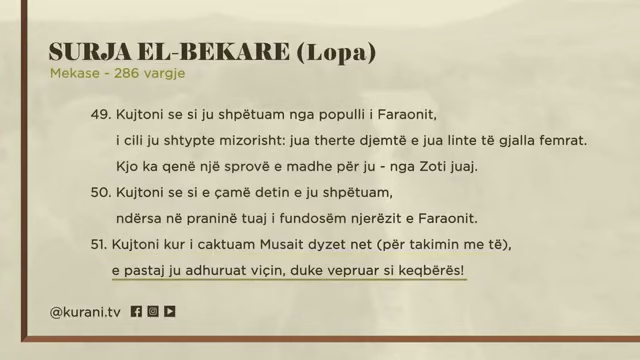 SURJA EL-BEKARE (Lopa)
Mekase - 286 vargje
49. Kujtoni se si ju shpëtuam nga populli i Faraonit,
i cili ju shtypte mizorisht: jua therte djemtë e jua linte të gjalla femrat.
Kjo ka qenë një sprovë e madhe për ju - nga Zoti juaj.
50. Kujtoni se si e çamë detin e ju shpëtuam,
ndërsa në praninë tuaj i fundosëm njerëzit e Faraonit.
51. Kujtoni kur i caktuam Musait dyzet net (për takimin me të),
e pastaj ju adhuruat viçin, duke vepruar si keqbërës!
@kurani.tv